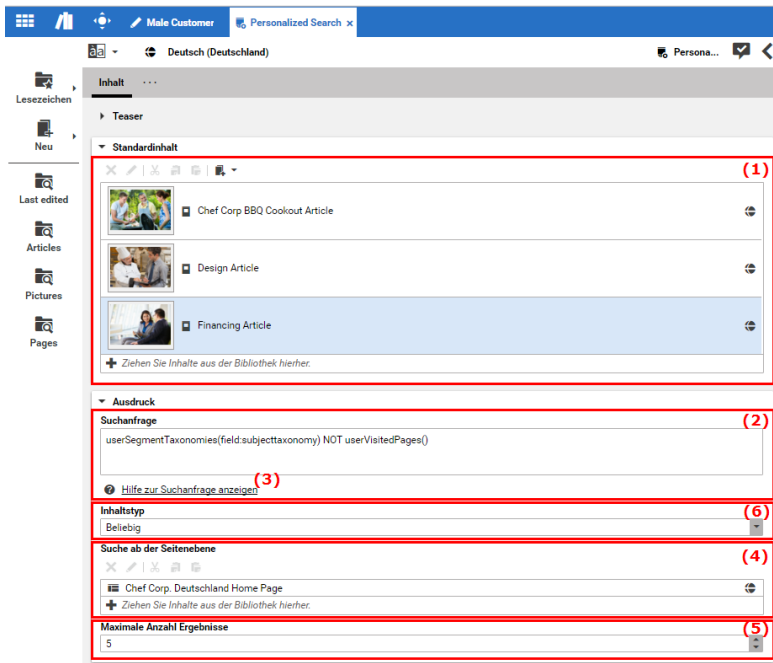 Male Customer
Personalized Search ×
àa
Deutsch (Deutschland)
Persona...
Lesezeichen
Neu
Last edited
Articles
Pictures
Pages
Inhalt ...
Teaser
Standardinhalt
(1)
Chef Corp BBQ Cookout Article
Design Article
Financing Article
Ziehen Sie Inhalte aus der Bibliothek hierher.
Ausdruck
Suchanfrage
(2)
userSegmentTaxonomies(field:subjecttaxonomy) NOT userVisitedPages()
(3)
Hilfe zur Suchanfrage anzeigen
Inhaltstyp
(6)
Beliebig
Suche ab der Seitenebene
(4)
Chef Corp. Deutschland Home Page
Ziehen Sie Inhalte aus der Bibliothek hierher.
Maximale Anzahl Ergebnisse
(5)
5